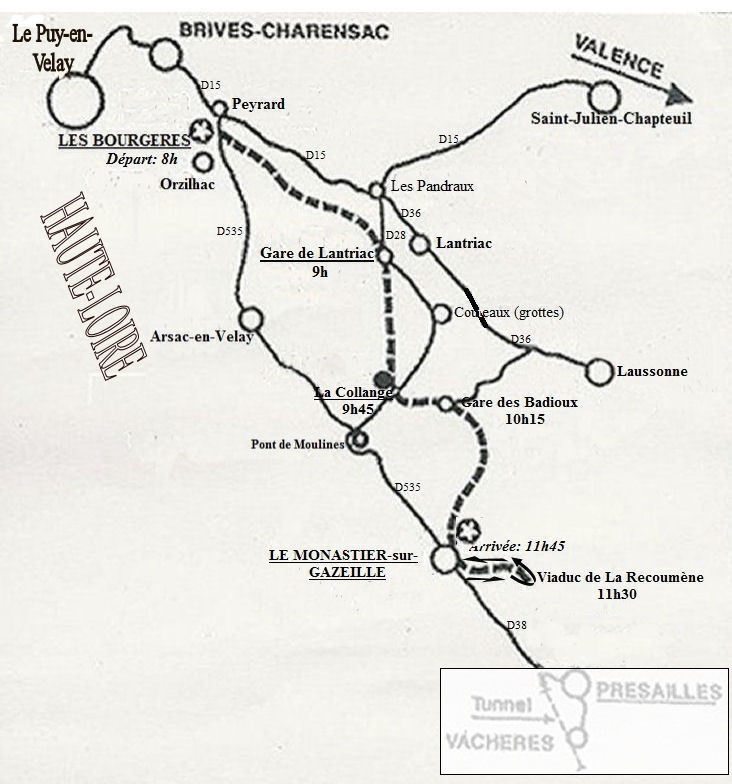 Le Puy-en-
Velay
BRIVES-CHARENSAC
VALENCE
D15
Peyrard
Saint-Julien-Chapteuil
LES BOURGERES
Départ: 8h
D15
D15
Orzilhac
Les Pandraux
HAUTE-LOIRE
D36
D535
D28
Lantriac
Gare de Lantriac
9h
(grottes)
D36
Arsac-en-Velay
Laussonne
La Collange
9h45
Gare des Badioux
10h15
Pont de Moulines
D535
Arrivée: 11h45
LE MONASTIER-sur-
GAZEILLE
Viaduc de La Recoumène
11h30
D38
PRESAILLES
Tunnel
VACHERES